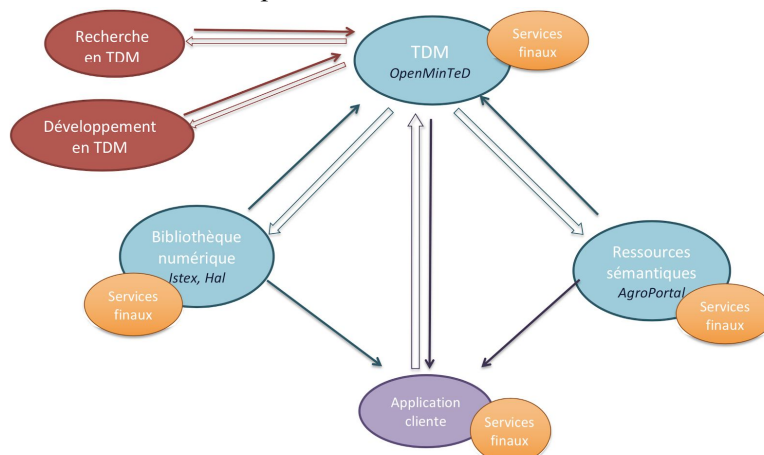 Recherche
en TDM
TDM
OpenMinTeD
Services
finaux
Développement
en TDM
Bibliothèque
numérique
Istex, Hal
Services
finaux
Ressources
sémantiques
AgroPortal
Services
finaux
Application
cliente
Services
finaux